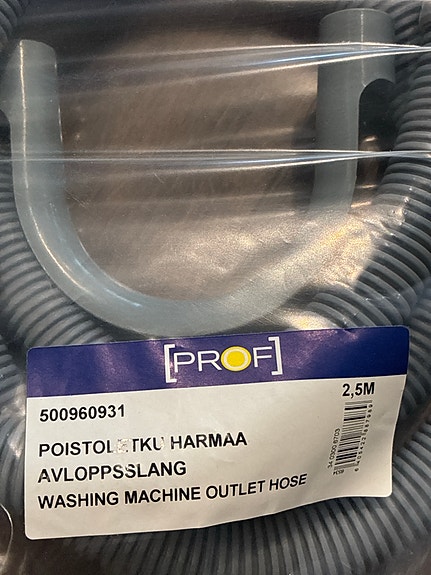 [PROF]
500960931
2,5M
POISTOLETKU HARMAA
AVLOPPSSLANG
WASHING MACHINE OUTLET HOSE